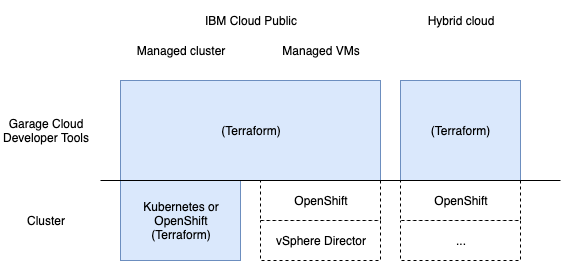 IBM Cloud Public
Hybrid cloud
Managed cluster
Managed VMs
Garage Cloud
Developer Tools
(Terraform)
(Terraform)
Cluster
Kubernetes or
OpenShift
(Terraform)
OpenShift
vSphere Director
OpenShift
...